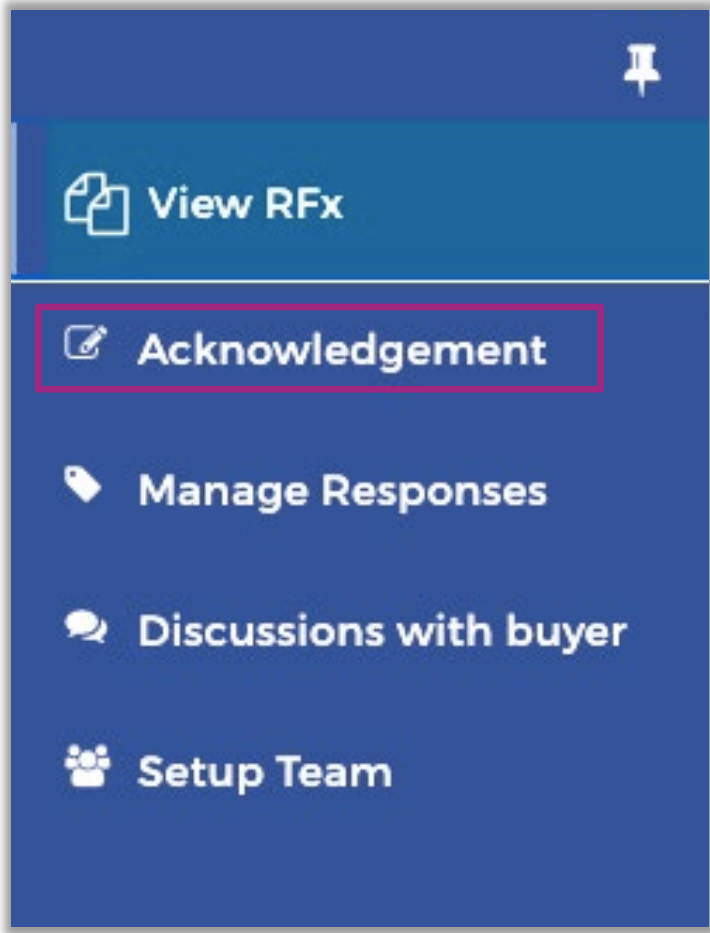 View RFx
Acknowledgement
Manage Responses
Discussions with buyer
Setup Team